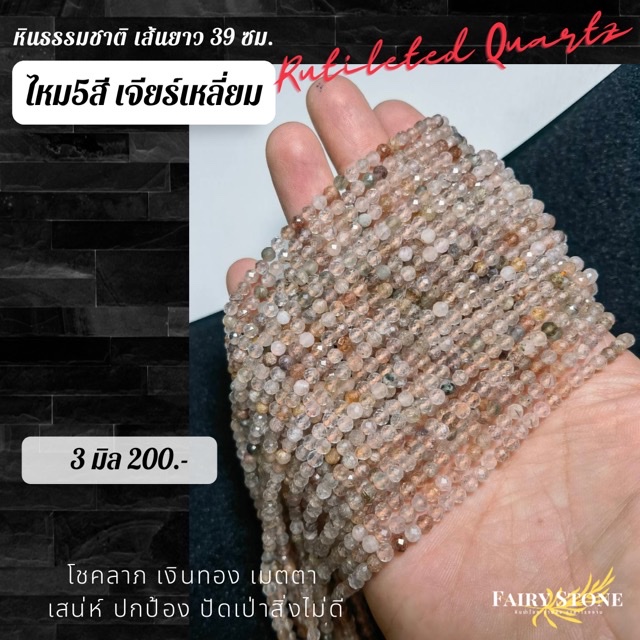 หินธรรมชาติ เส้นยาว 39 ซม.
Rutileted Quartz
ไหม5สี เจียร์เหลี่ยม
3 มิล 200.-
โชคลาภ เงินทอง เมตตา
เสน่ห์ ปกป้อง ปัดเป่าสิ่งไม่ดี
FAIRY STONE